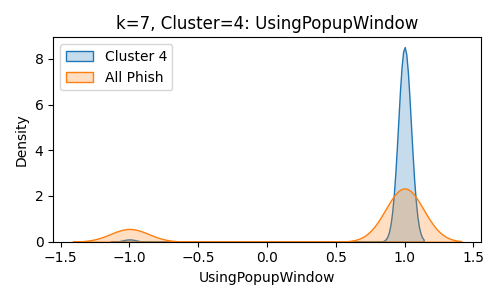 k=7, Cluster=4: UsingPopupWindow
Cluster 4
All Phish
Density
8
6
4
2
0
−1.5 −1.0 −0.5 0.0 0.5 1.0 1.5
UsingPopupWindow